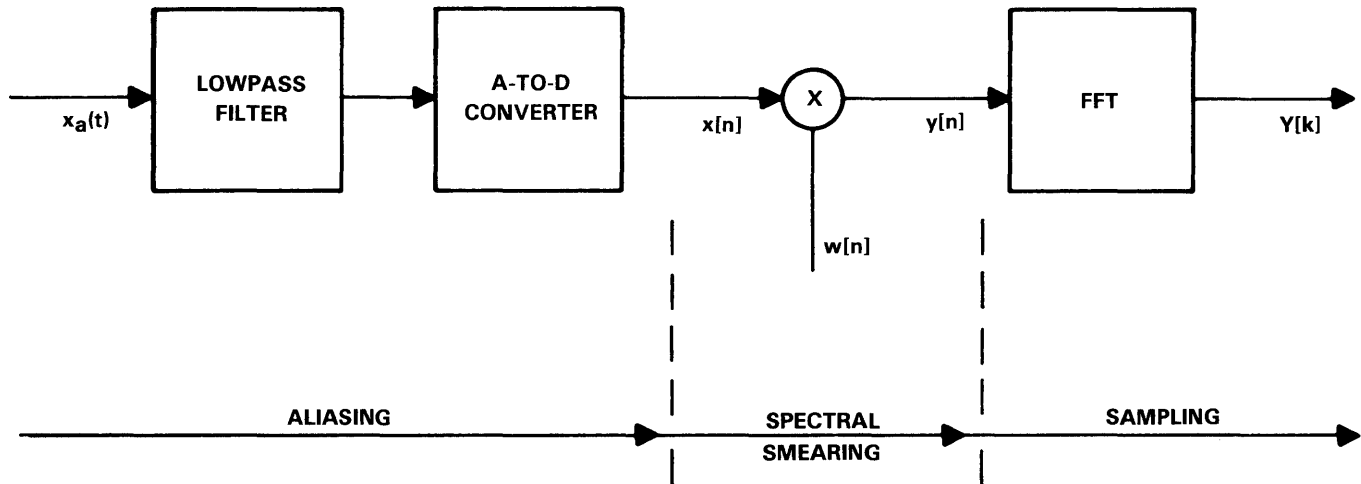 LOWPASS
FILTER
A-TO-D
CONVERTER
X
FFT
xa(t)
x[n]
y[n]
Y[k]
w[n]
ALIASING
SPECTRAL
SMEARING
SAMPLING